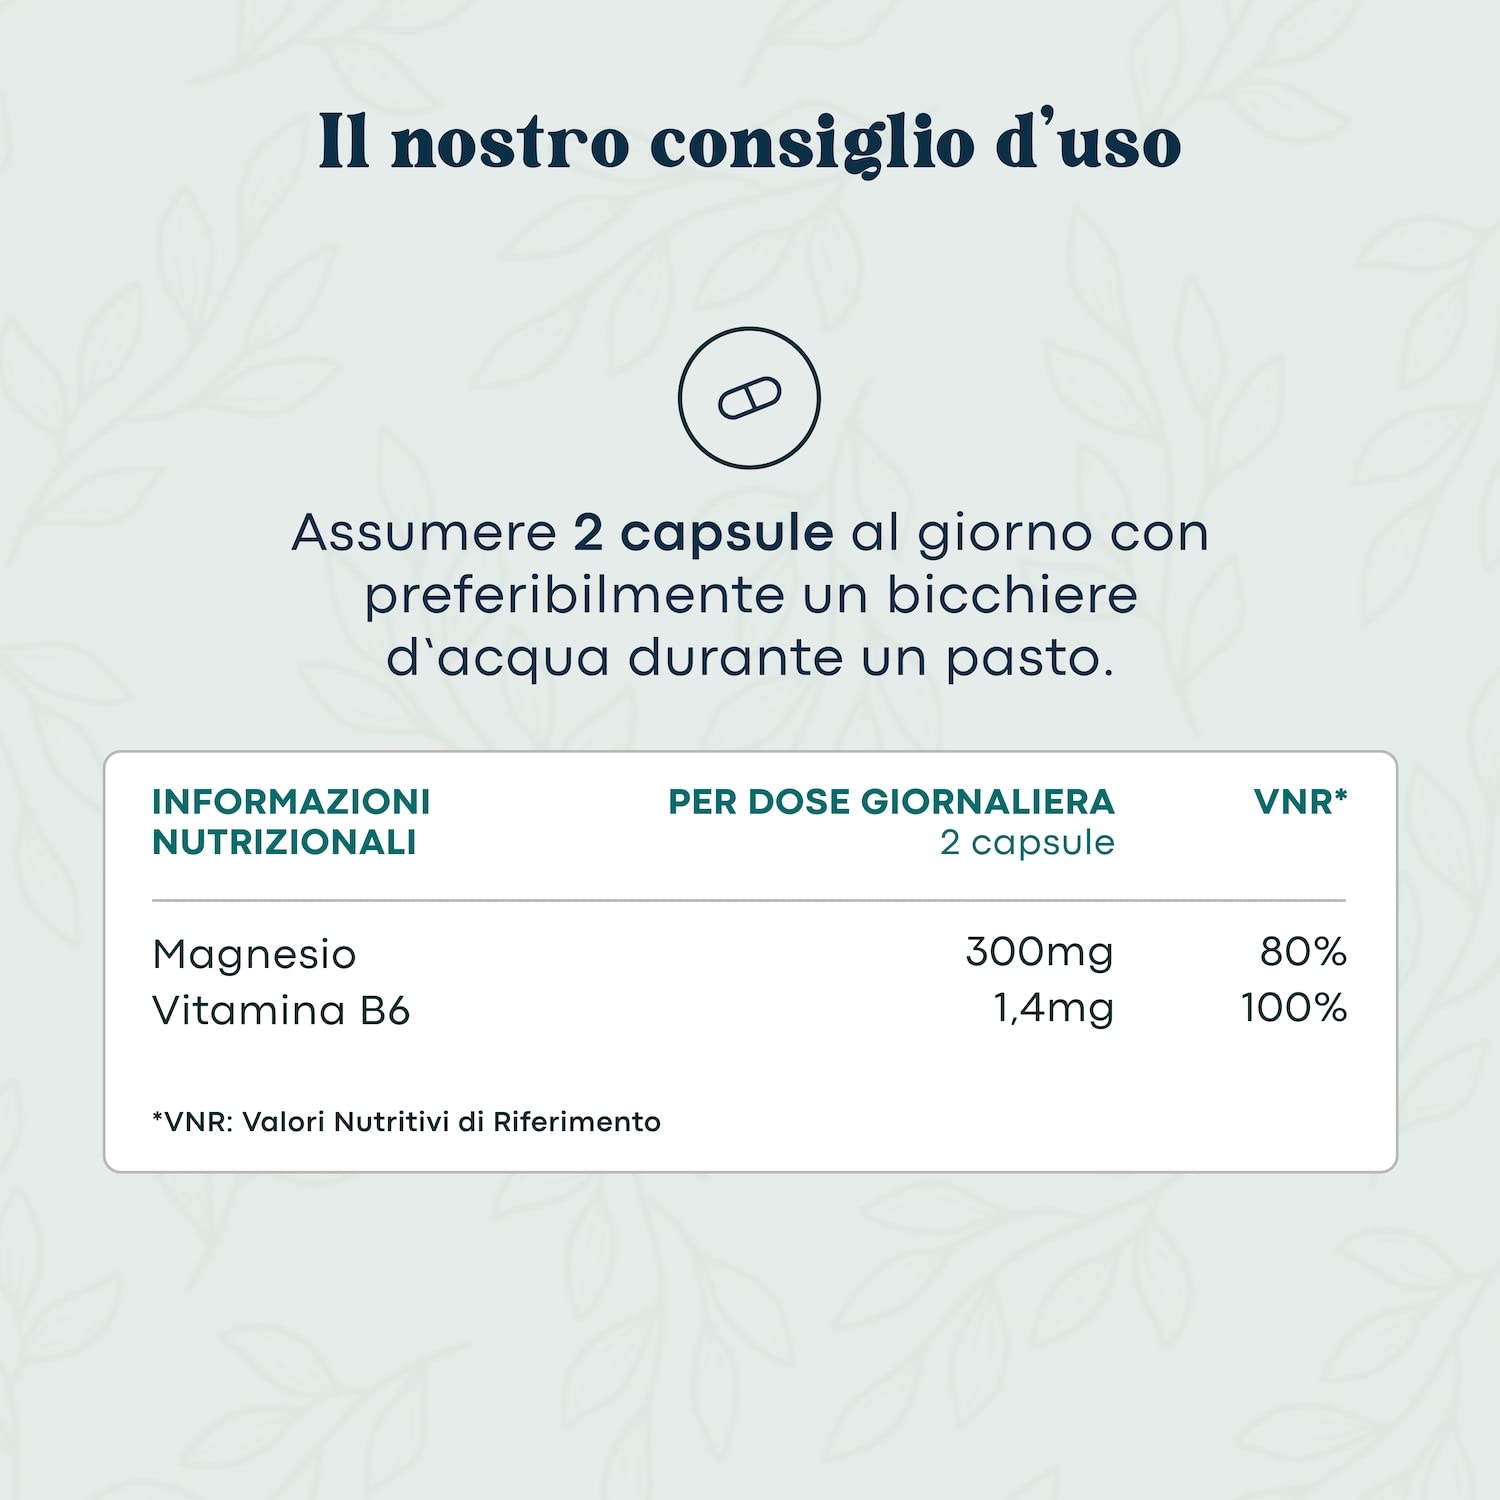 Il nostro consiglio d’uso
Assumere 2 capsule al giorno con
preferibilmente un bicchiere
d‵acqua durante un pasto.
INFORMAZIONI NUTRIZIONALI
PER DOSE GIORNALIERA
2 capsule
VNR*
Magnesio 300mg 80%
Vitamina B6 1,4mg 100%
*VNR: Valori Nutritivi di Riferimento